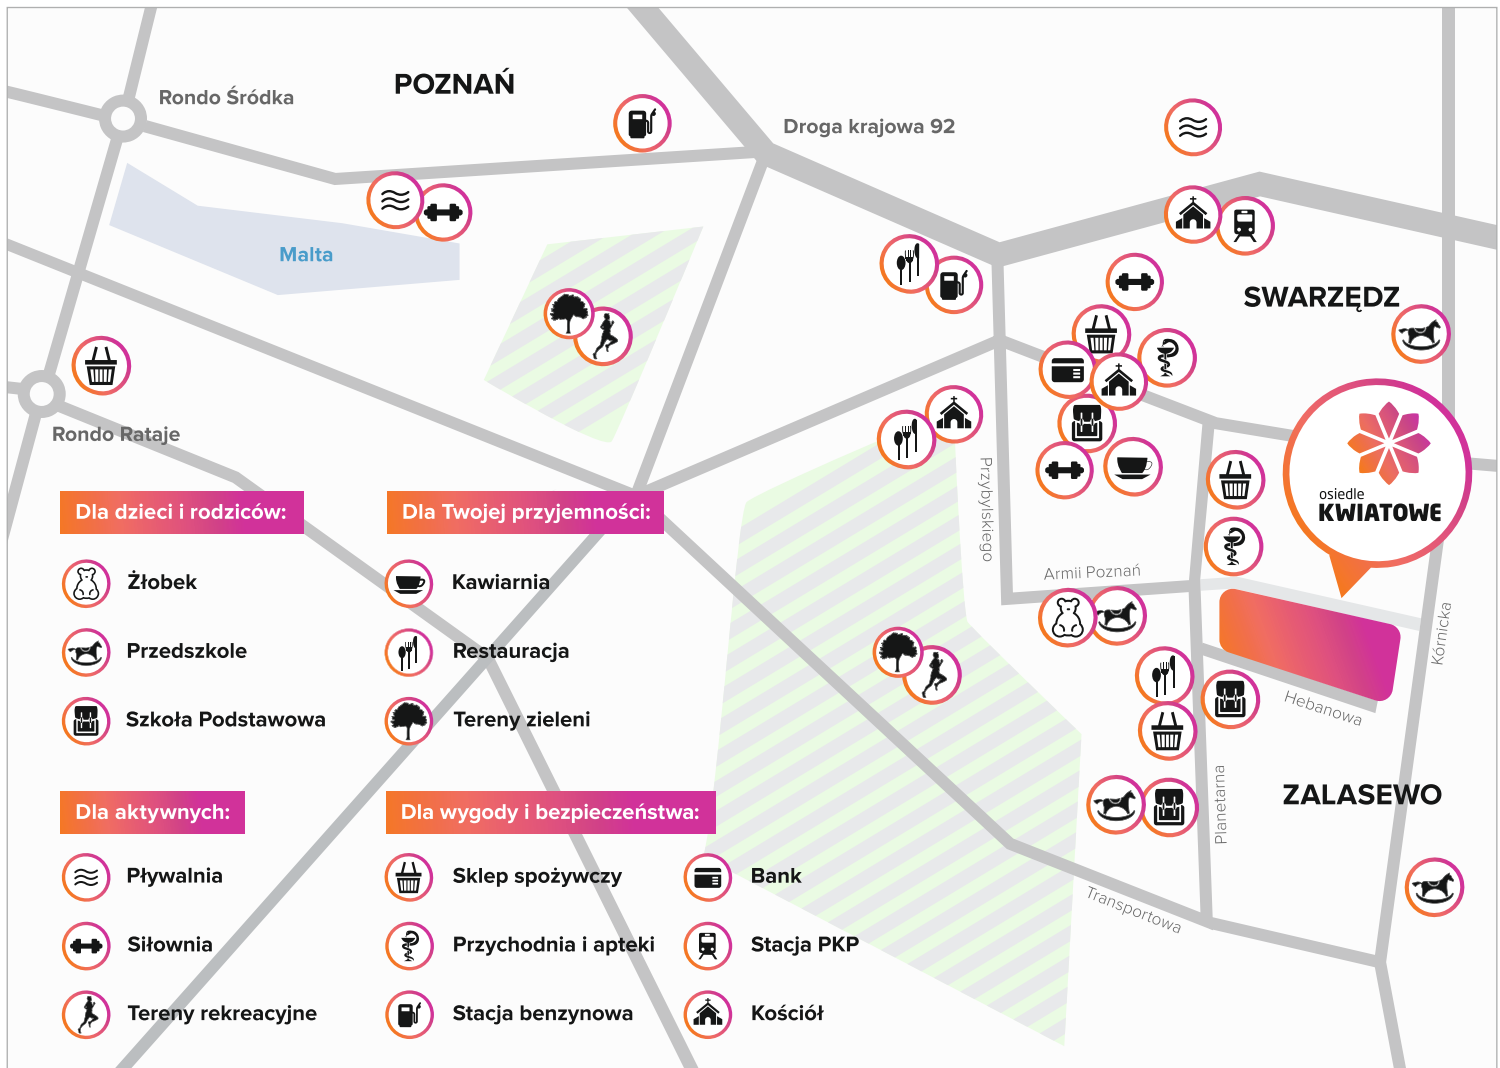 POZNAŃ
Rondo Śródka
Droga krajowa 92
Malta
SWARZĘDZ
Rondo Rataje
osiedle
KWIATOWE
Przybylskiego
Armii Poznań
Kórnicka
Hebanowa
Planetarna
ZALASEWO
Transportowa
Dla dzieci i rodziców:
Żłobek
Przedszkole
Szkoła Podstawowa
Dla Twojej przyjemności:
Kawiarnia
Restauracja
Tereny zieleni
Dla aktywnych:
Pływalnia
Siłownia
Tereny rekreacyjne
Dla wygody i bezpieczeństwa:
Sklep spożywczy
Przychodnia i apteki
Stacja benzynowa
Bank
Stacja PKP
Kościół